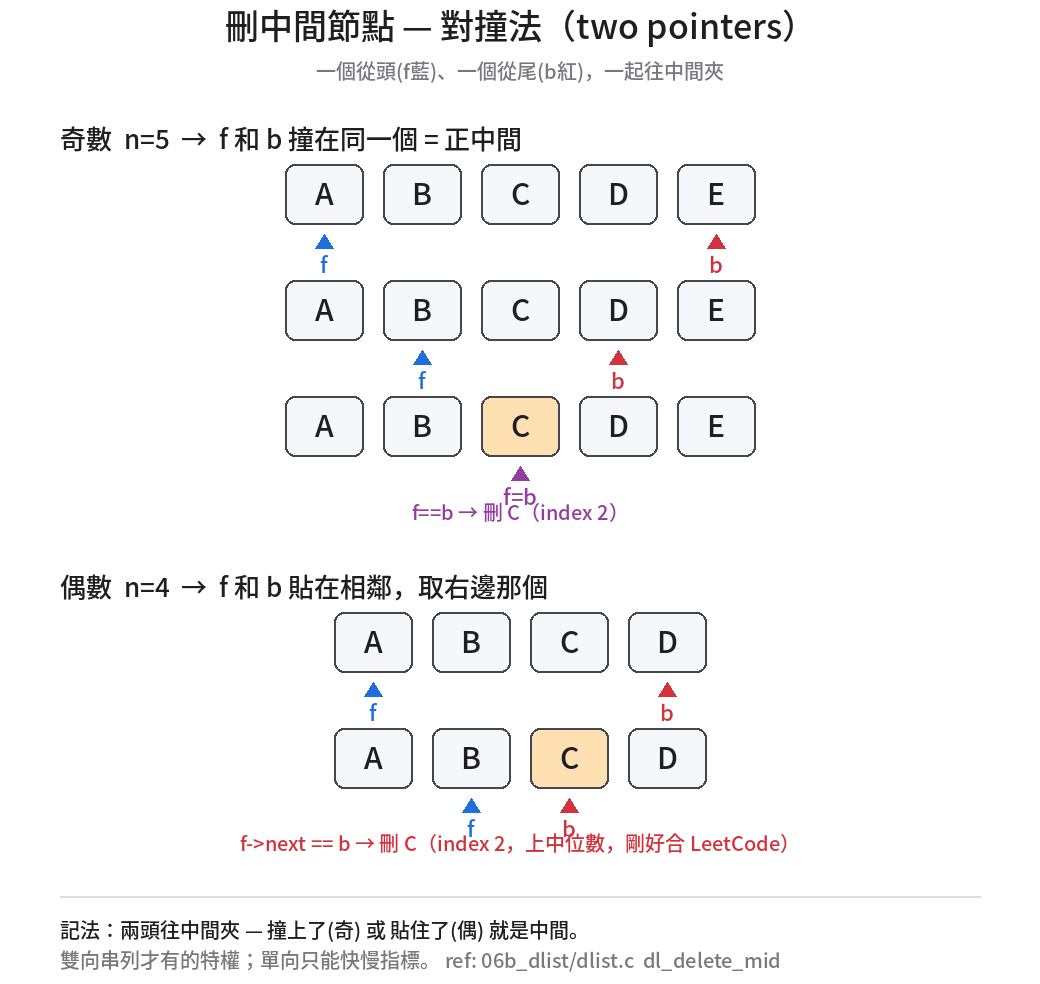 刪中間節點 — 對撞法（two pointers）
一個從頭(f藍)、一個從尾(b紅)，一起往中間夾
奇數 n=5 → f 和 b 撞在同一個 = 正中間
A B C D E
f b
A B C D E
f b
A B C D E
f=b
f==b → 刪 C（index 2）
偶數 n=4 → f 和 b 貼在相鄰，取右邊那個
A B C D
f b
A B C D
f b
f->next == b → 刪 C（index 2，上中位數，剛好合 LeetCode）
記法：兩頭往中間夾 — 撞上了(奇) 或 貼住了(偶) 就是中間。
雙向串列才有的特權；單向只能快慢指標。 ref: 06b_dlist/dlist.c dl_delete_mid